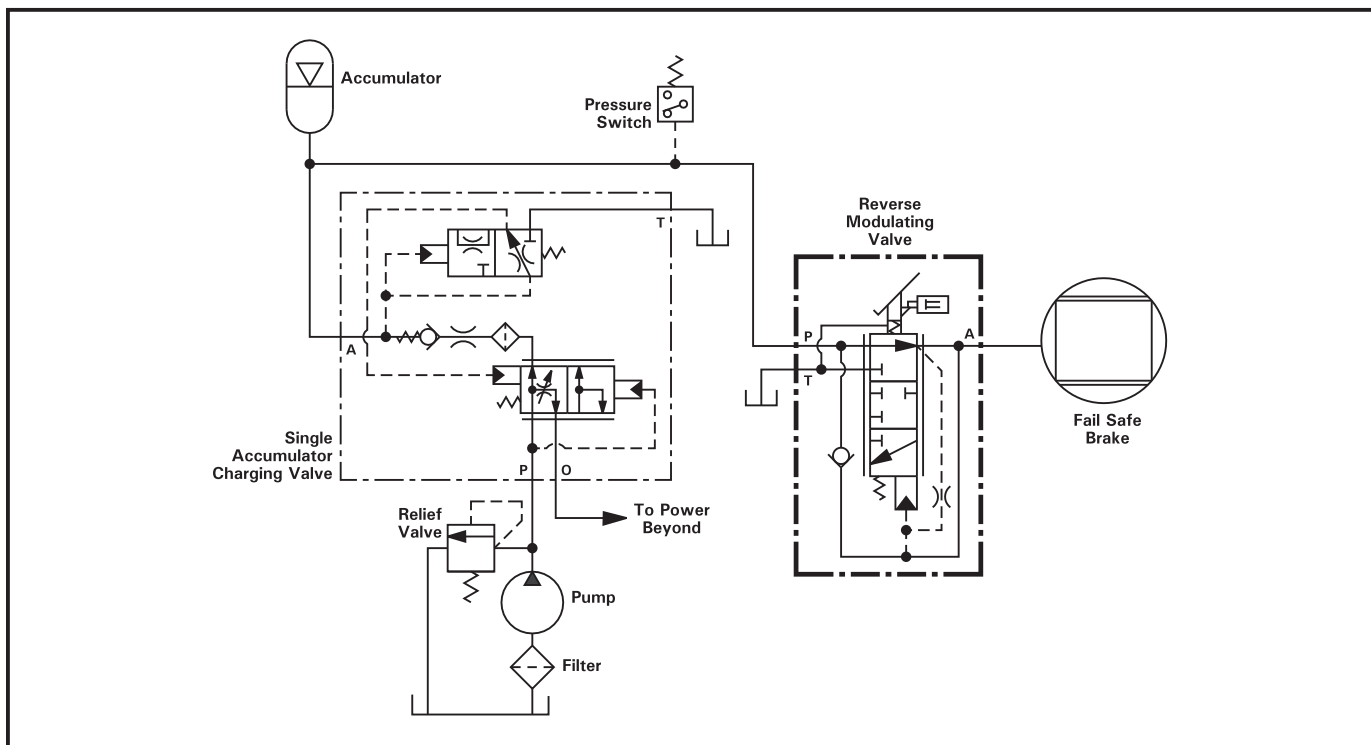 Accumulator
Pressure
Switch
T
Reverse
Modulating
Valve
A
P
A
T
Fail Safe
Brake
Single
Accumulator
Charging Valve
P
O
Relief
Valve
To Power
Beyond
Pump
Filter